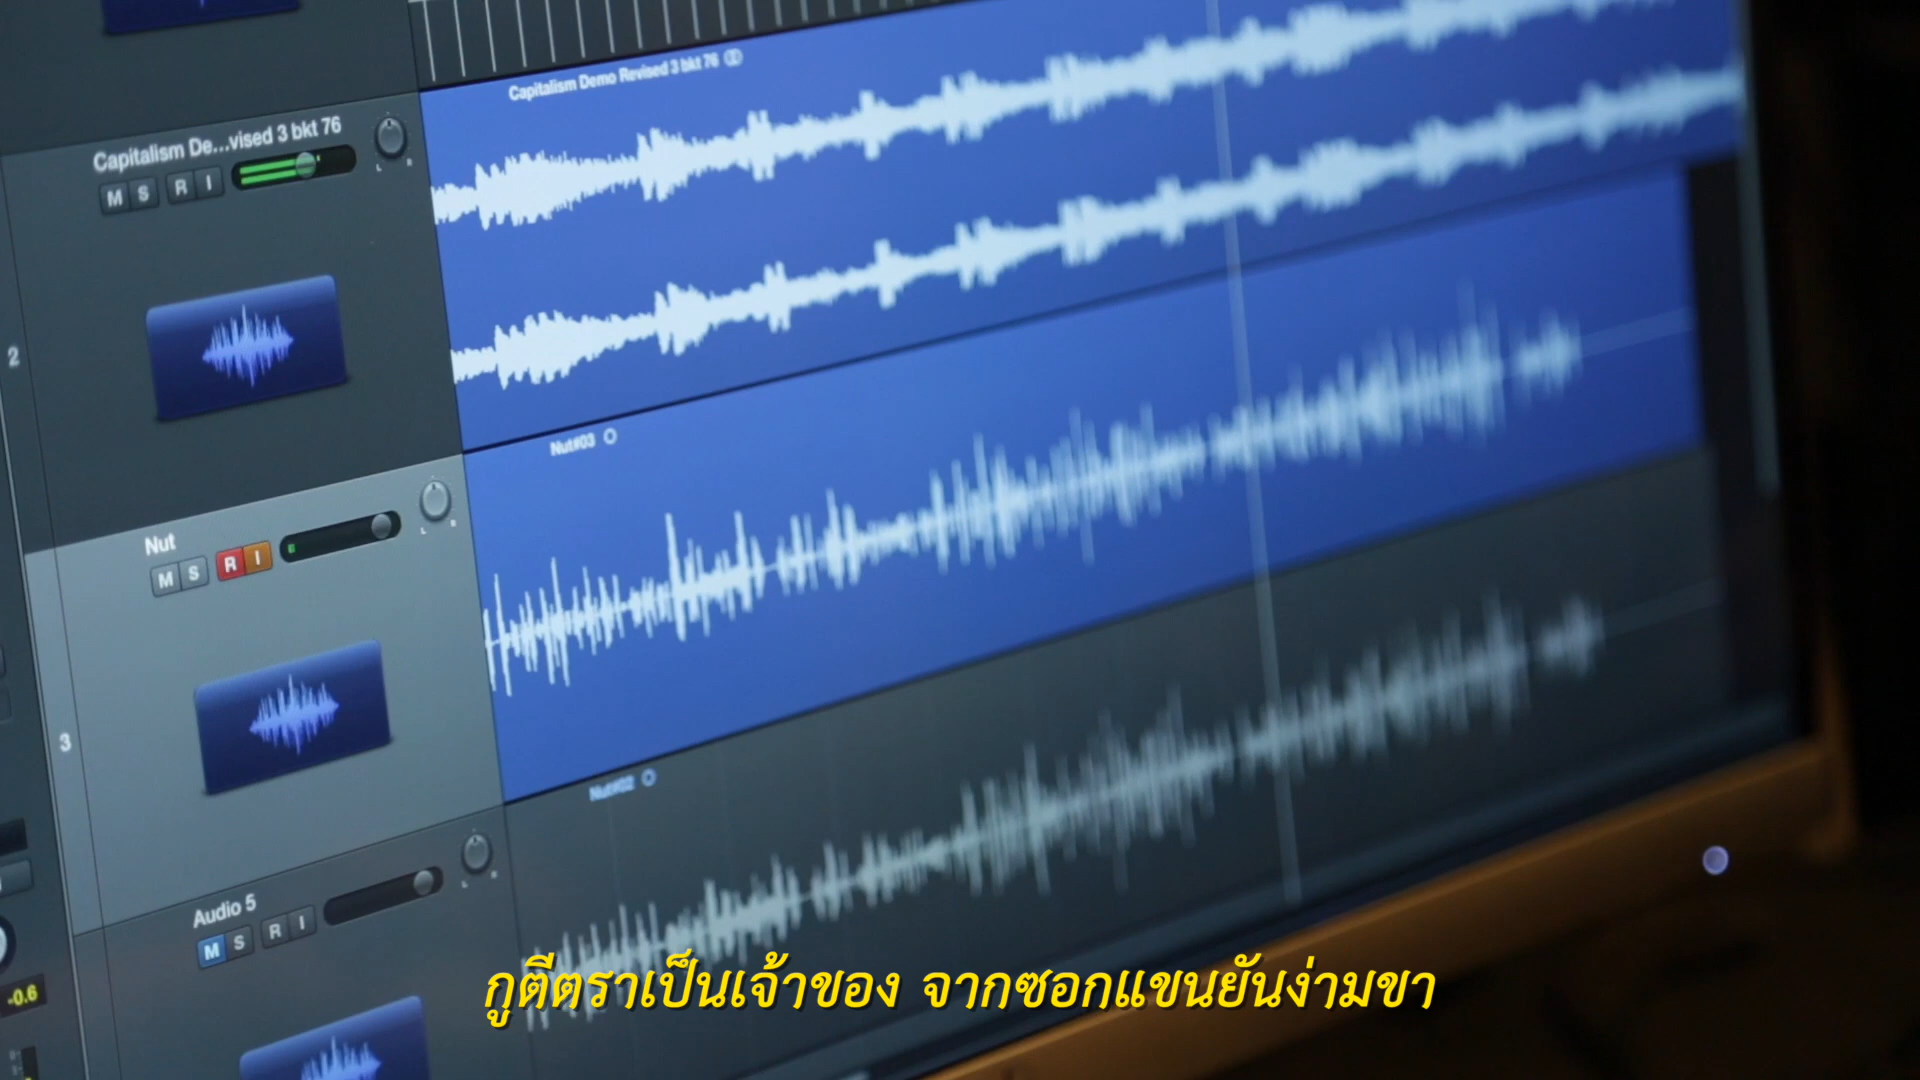 Capitalism Demo Revised 3 bkt 76
Capitalism De...vised 3 bkt 76
M S R I
L R
2
Nut#03
Nut
M S R I
L R
3
Nut#02
Audio 5
M S R I
L R
-0.6
กูตีตราเป็นเจ้าของ จากซอกแขนยันง่ามขา